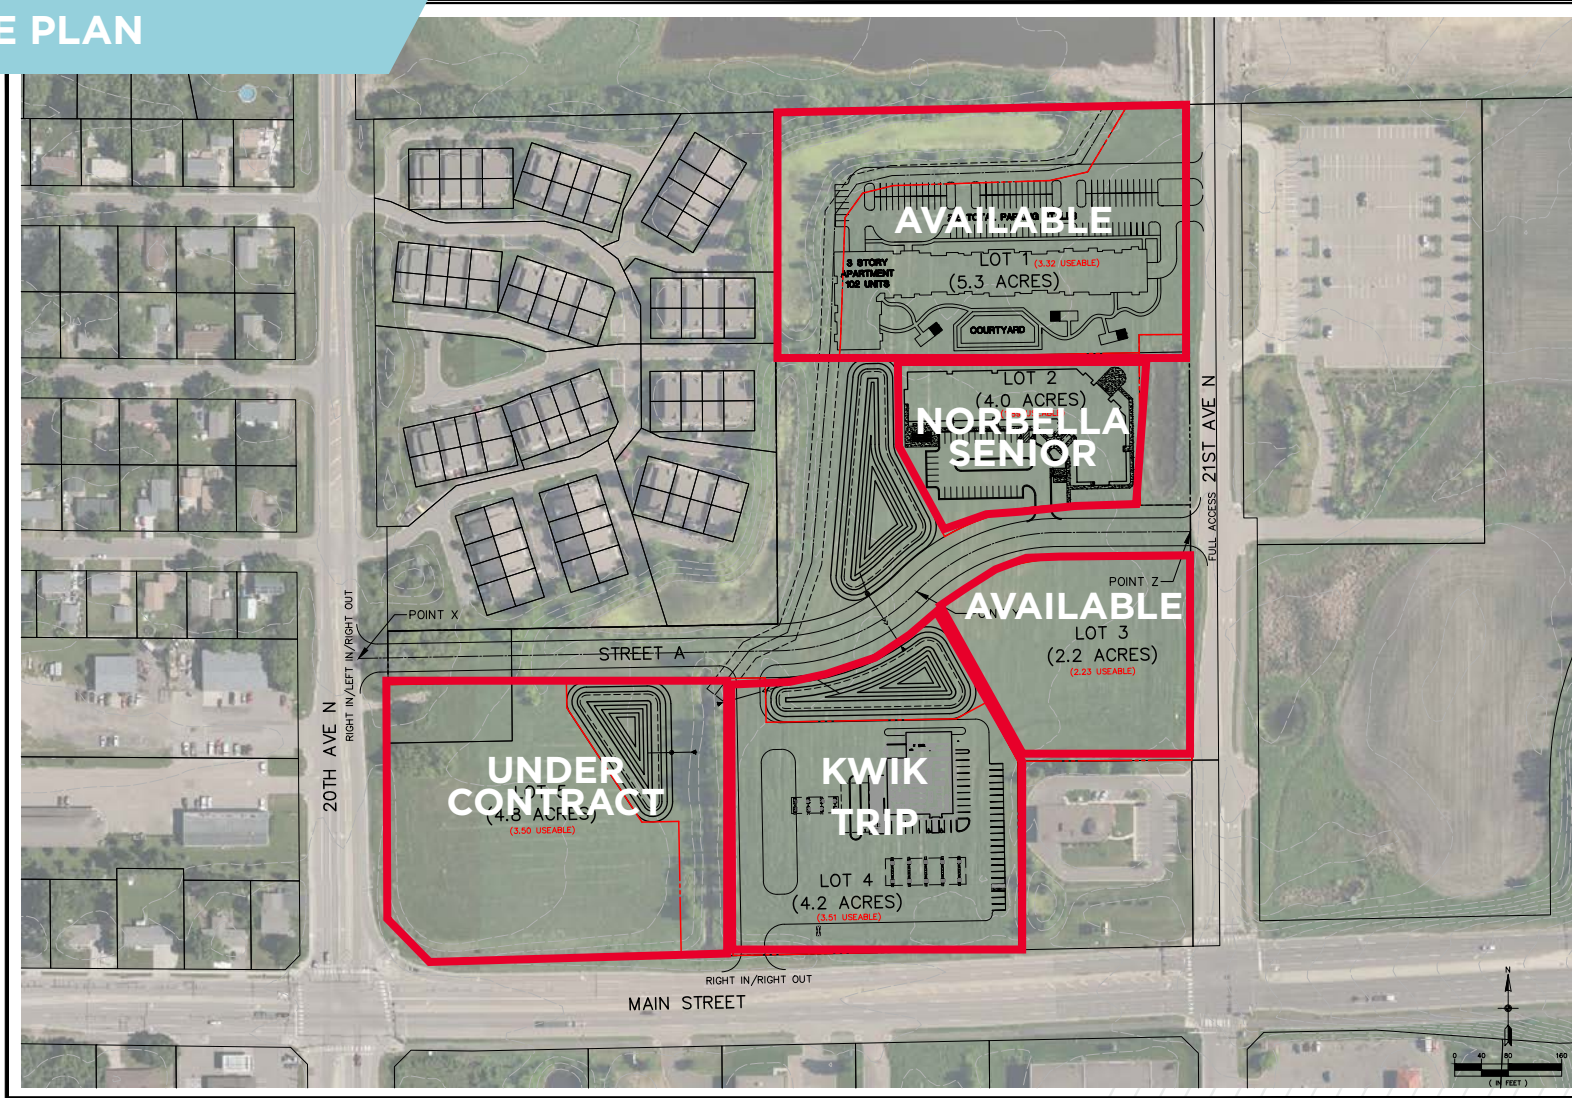 E PLAN
AVAILABLE
LOT 1 (3.32 USEABLE)
(5.3 ACRES)
3 STORY
APARTMENT
102 UNITS
COURTYARD
LOT 2
(4.0 ACRES)
NORBELLA
SENIOR
21ST AVE N
FULL ACCESS
POINT Z
AVAILABLE
LOT 3
(2.2 ACRES)
(2.23 USEABLE)
POINT X
STREET A
20TH AVE N
RIGHT IN/LEFT IN/RIGHT OUT
UNDER
CONTRACT
(4.8 ACRES)
(3.50 USEABLE)
KWIK
TRIP
LOT 4
(4.2 ACRES)
(3.51 USEABLE)
RIGHT IN/RIGHT OUT
MAIN STREET
N
0 40 80 160
( IN FEET )